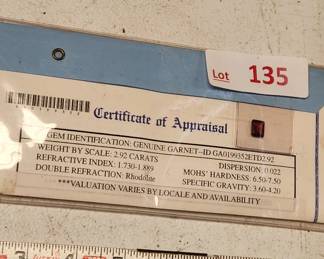 Lot 135
Certificate of Appraisal
GEM IDENTIFICATION: GENUINE GARNET--ID GA0199352ETD2.92
WEIGHT BY SCALE: 2.92 CARATS
DISPERSION: 0.022
REFRACTIVE INDEX: 1.730-1.889
MOHS' HARDNESS: 6.50-7.50
DOUBLE REFRACTION: Rhodolite
SPECIFIC GRAVITY: 3.60-4.20
***VALUATION VARIES BY LOCALE AND AVAILABILITY